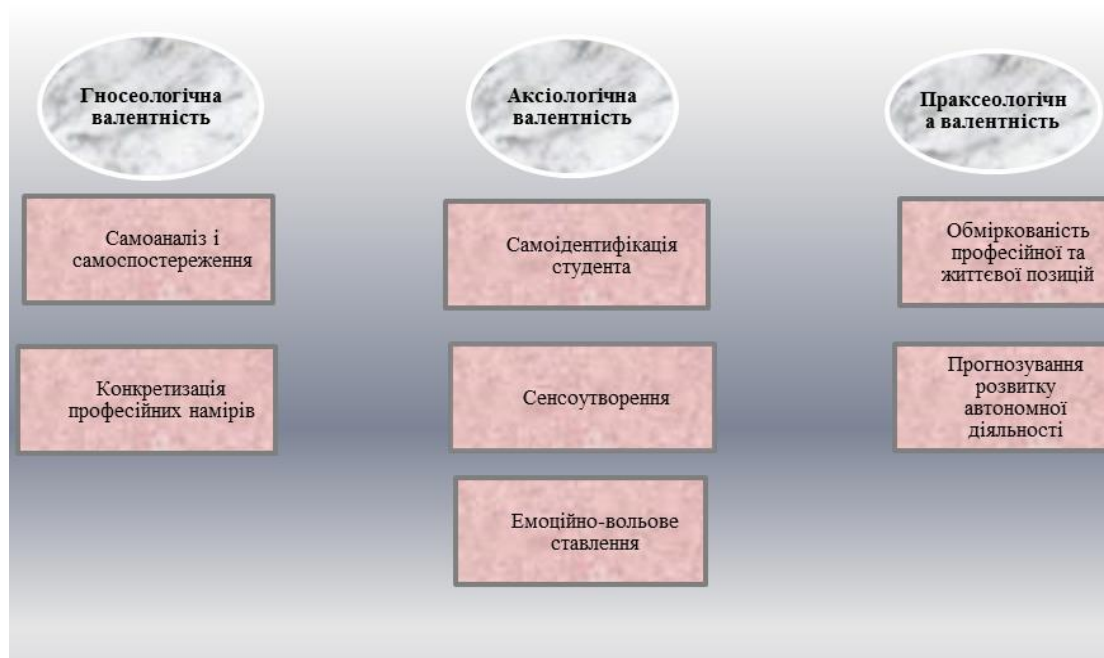 Гносеологічна
валентність
Самоаналіз і
самоспостереження
Конкретизація
професійних намірів
Аксіологічна
валентність
Самоідентифікація
студента
Сенсоутворення
Емоційно-вольове
ставлення
Праксеологічн
а валентність
Обміркованість
професійної та
життєвої позицій
Прогнозування
розвитку
автономної
діяльності